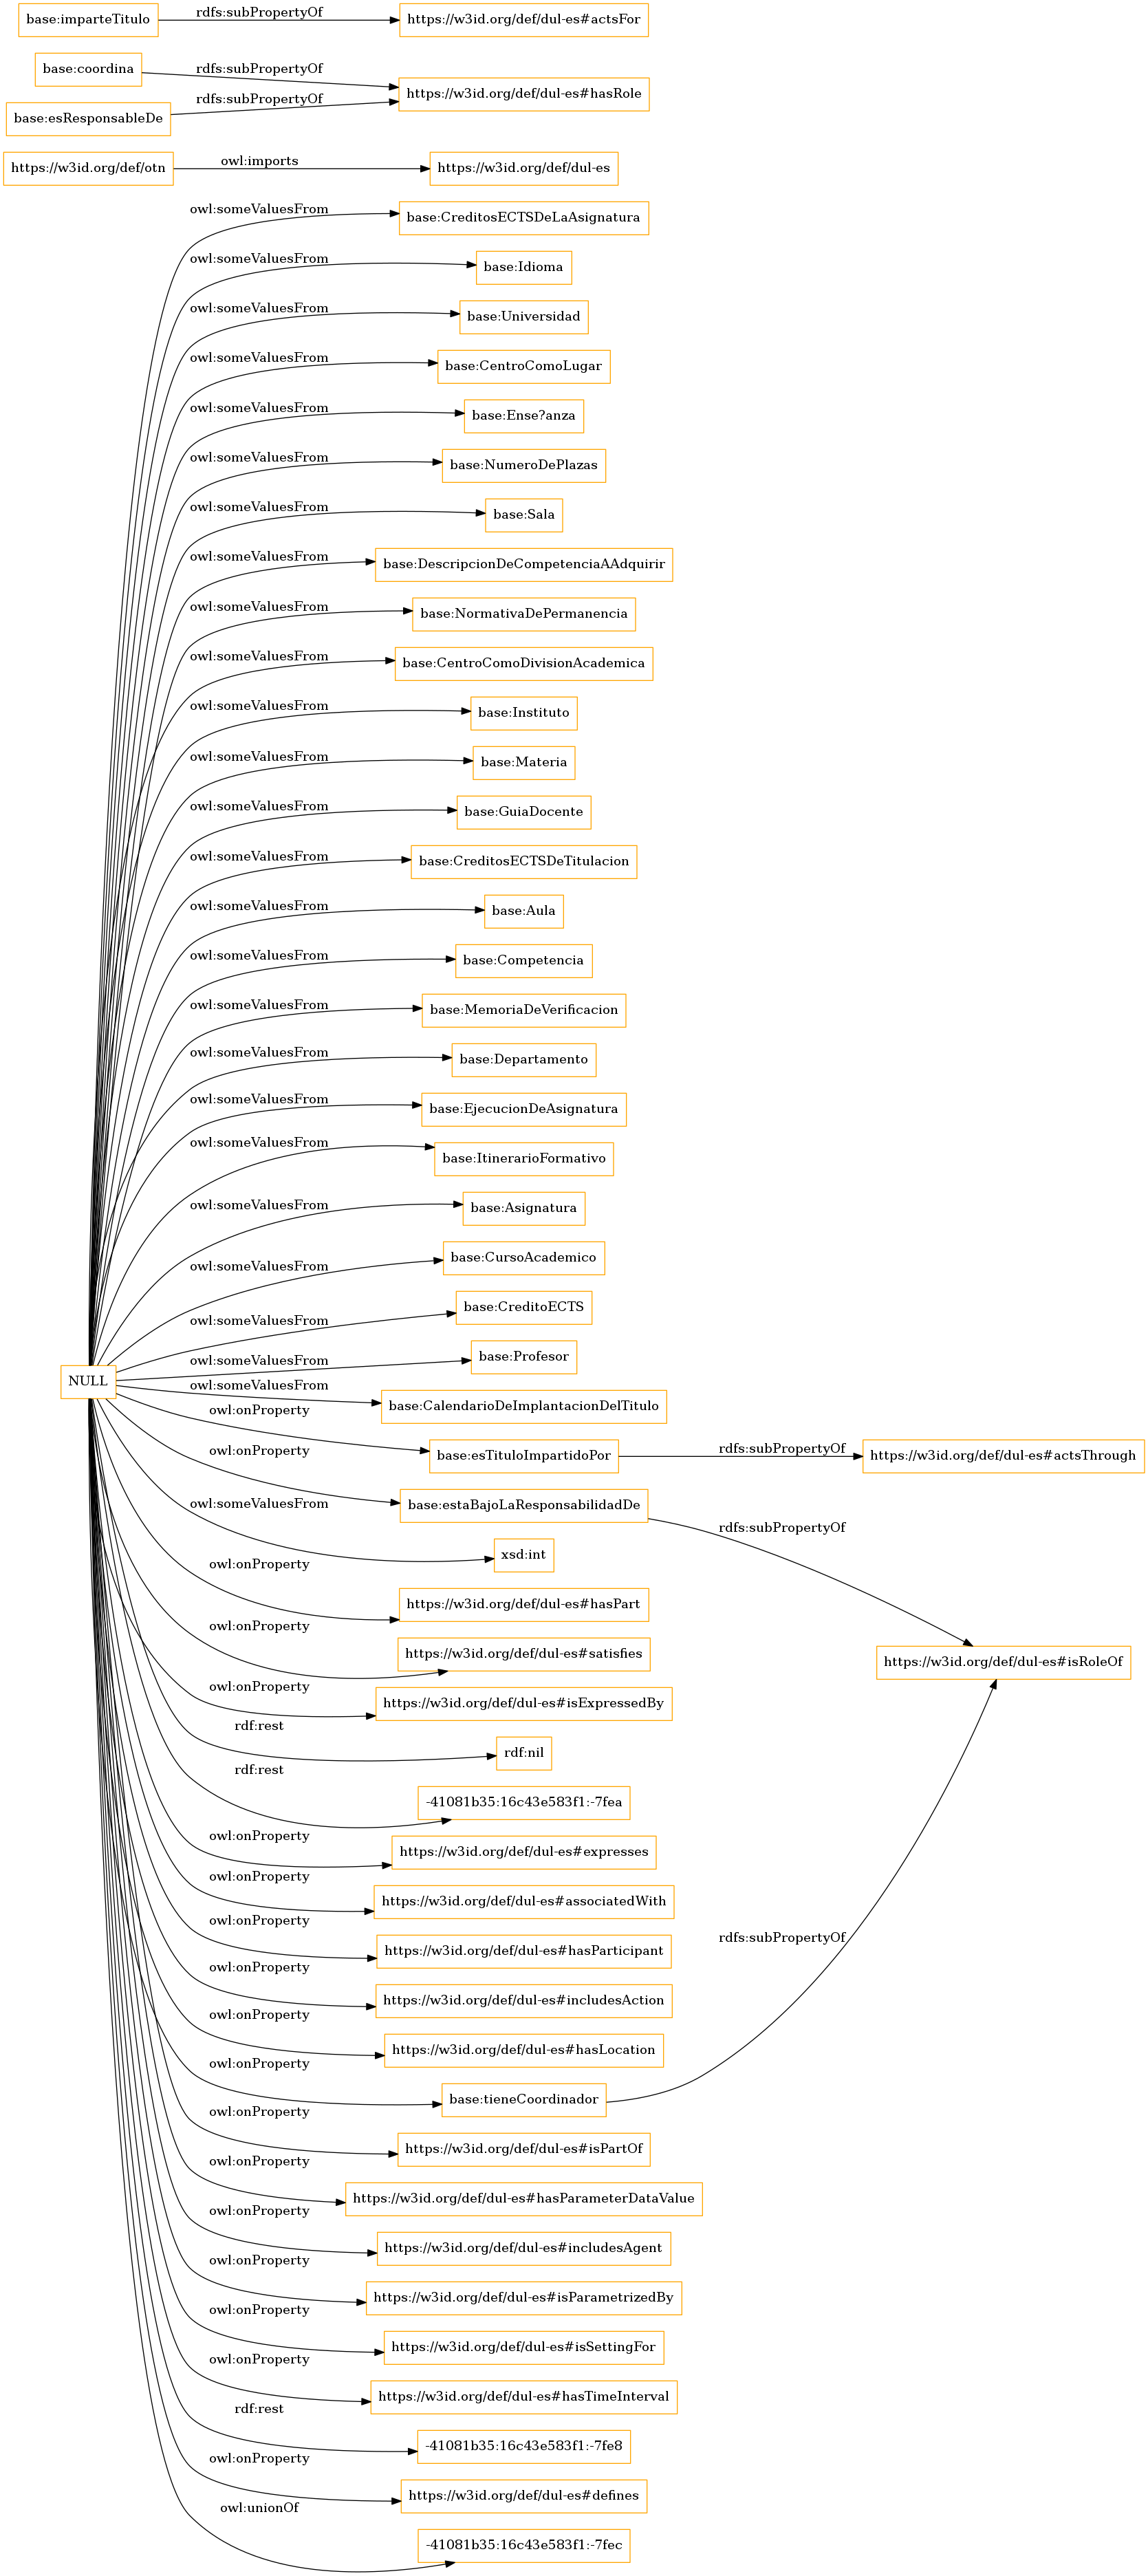 base:imparteTitulo
rdfs:subPropertyOf
https://w3id.org/def/dul-es#actsFor
base:coordina
rdfs:subPropertyOf
https://w3id.org/def/dul-es#hasRole
rdfs:subPropertyOf
base:esResponsableDe
https://w3id.org/def/otn
owl:imports
https://w3id.org/def/dul-es
owl:someValuesFrom
base:CreditosECTSDeLaAsignatura
owl:someValuesFrom
base:Idioma
owl:someValuesFrom
base:Universidad
owl:someValuesFrom
base:CentroComoLugar
owl:someValuesFrom
base:Ense?anza
owl:someValuesFrom
base:NumeroDePlazas
owl:someValuesFrom
base:Sala
owl:someValuesFrom
base:DescripcionDeCompetenciaAAdquirir
owl:someValuesFrom
base:NormativaDePermanencia
owl:someValuesFrom
base:CentroComoDivisionAcademica
owl:someValuesFrom
base:Instituto
owl:someValuesFrom
base:Materia
owl:someValuesFrom
base:GuiaDocente
owl:someValuesFrom
base:CreditosECTSDeTitulacion
owl:someValuesFrom
base:Aula
owl:someValuesFrom
base:Competencia
owl:someValuesFrom
base:MemoriaDeVerificacion
owl:someValuesFrom
base:Departamento
owl:someValuesFrom
base:EjecucionDeAsignatura
owl:someValuesFrom
base:ItinerarioFormativo
owl:someValuesFrom
base:Asignatura
owl:someValuesFrom
base:CursoAcademico
owl:someValuesFrom
base:CreditoECTS
owl:someValuesFrom
base:Profesor
NULL
owl:someValuesFrom
base:CalendarioDeImplantacionDelTitulo
owl:onProperty
base:esTituloImpartidoPor
rdfs:subPropertyOf
https://w3id.org/def/dul-es#actsThrough
owl:onProperty
base:estaBajoLaResponsabilidadDe
rdfs:subPropertyOf
owl:someValuesFrom
xsd:int
owl:onProperty
https://w3id.org/def/dul-es#hasPart
owl:onProperty
https://w3id.org/def/dul-es#satisfies
https://w3id.org/def/dul-es#isRoleOf
owl:onProperty
https://w3id.org/def/dul-es#isExpressedBy
rdf:rest
rdf:nil
rdf:rest
-41081b35:16c43e583f1:-7fea
owl:onProperty
https://w3id.org/def/dul-es#expresses
owl:onProperty
https://w3id.org/def/dul-es#associatedWith
owl:onProperty
https://w3id.org/def/dul-es#hasParticipant
rdfs:subPropertyOf
owl:onProperty
https://w3id.org/def/dul-es#includesAction
owl:onProperty
https://w3id.org/def/dul-es#hasLocation
owl:onProperty
base:tieneCoordinador
owl:onProperty
https://w3id.org/def/dul-es#isPartOf
owl:onProperty
https://w3id.org/def/dul-es#hasParameterDataValue
owl:onProperty
https://w3id.org/def/dul-es#includesAgent
owl:onProperty
https://w3id.org/def/dul-es#isParametrizedBy
owl:onProperty
https://w3id.org/def/dul-es#isSettingFor
owl:onProperty
https://w3id.org/def/dul-es#hasTimeInterval
rdf:rest
-41081b35:16c43e583f1:-7fe8
owl:onProperty
https://w3id.org/def/dul-es#defines
owl:unionOf
-41081b35:16c43e583f1:-7fec